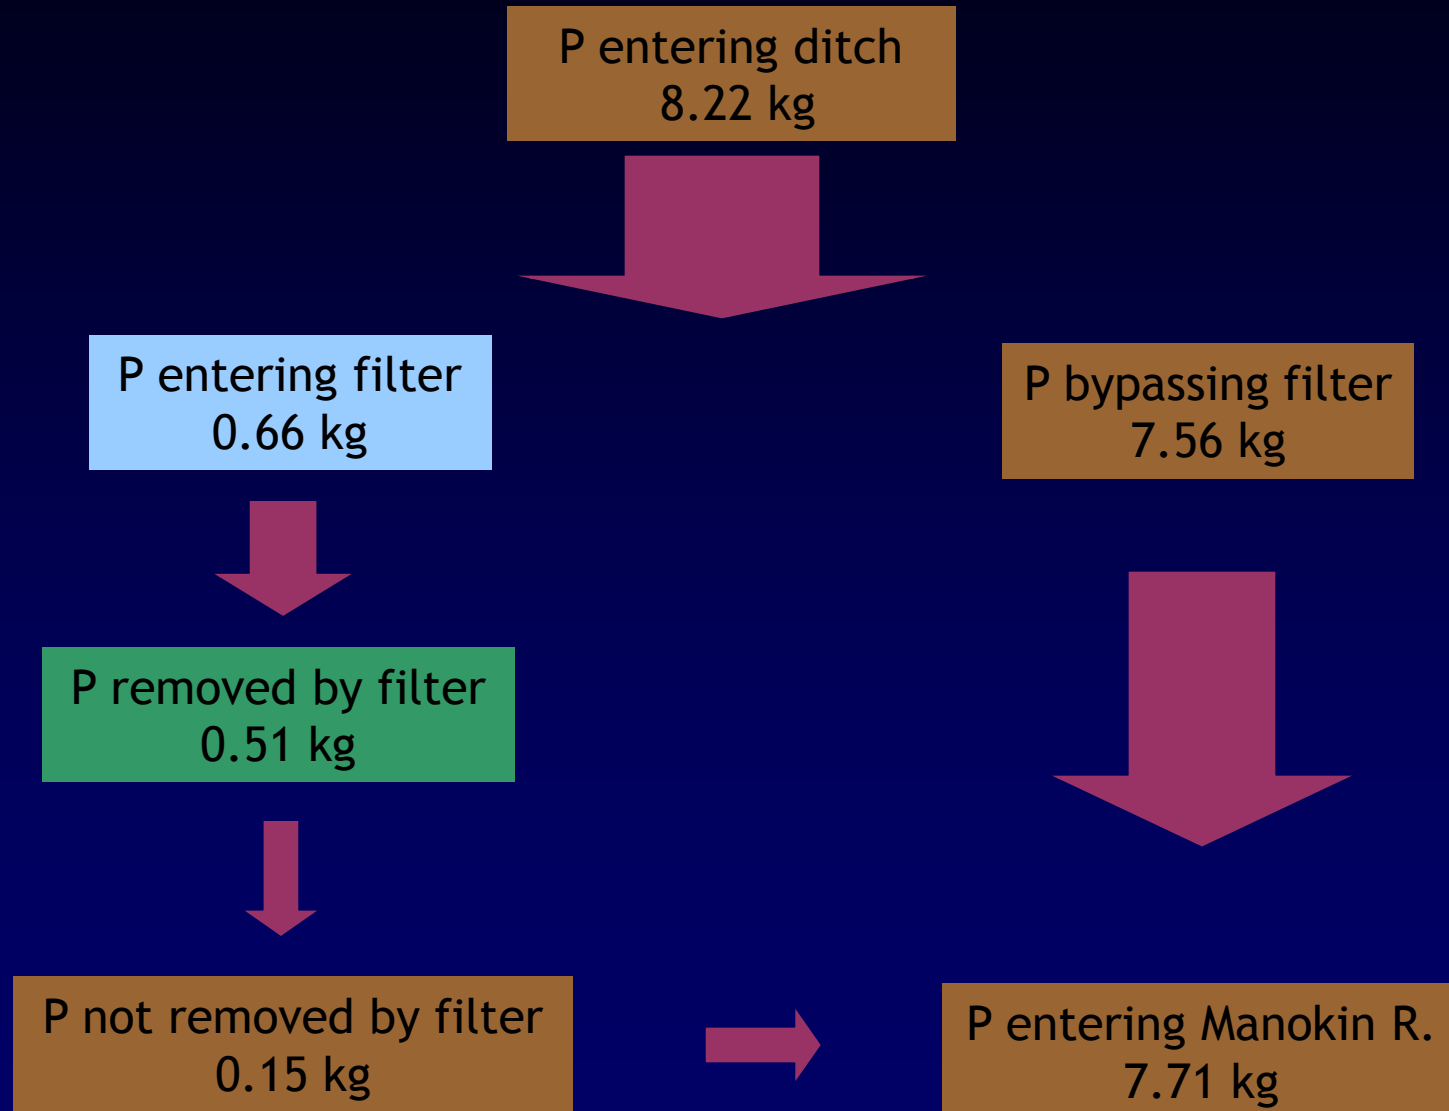 P entering ditch
8.22 kg
P entering filter
0.66 kg
P bypassing filter
7.56 kg
P removed by filter
0.51 kg
P not removed by filter
0.15 kg
P entering Manokin R.
7.71 kg